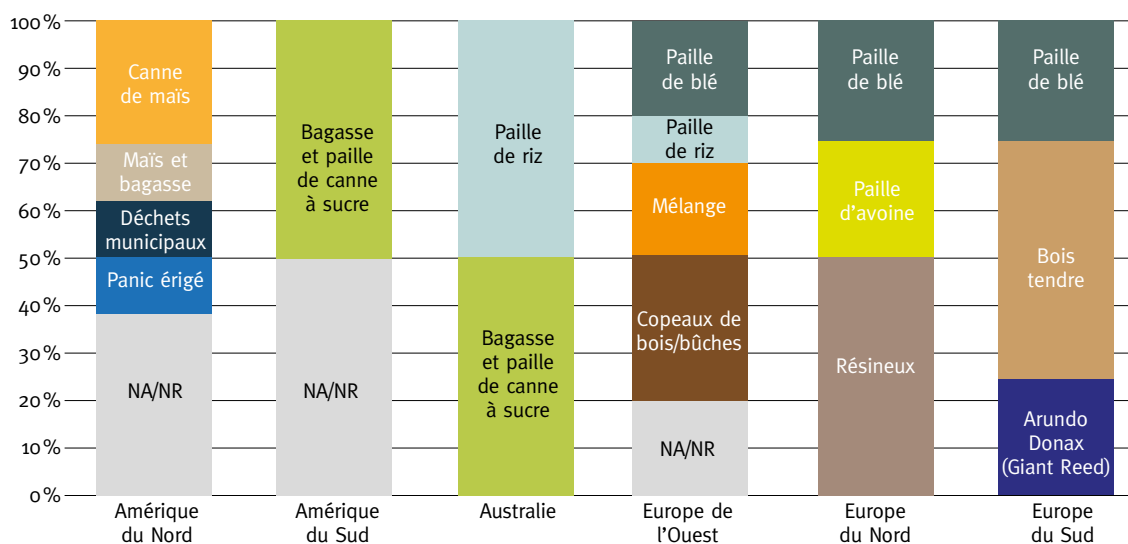 100 %
90 %
80 %
70 %
60 %
50 %
40 %
30 %
20 %
10 %
0 %
Canne
de maïs
Maïs et
bagasse
Déchets
municipaux
Panic érigé
NA/NR
Amérique
du Nord
Bagasse
et paille
de canne
à sucre
NA/NR
Amérique
du Sud
Paille
de riz
Bagasse
et paille
de canne
à sucre
Australie
Paille
de blé
Paille
de riz
Mélange
Copeaux de
bois/bûches
NA/NR
Europe de
l'Ouest
Paille
de blé
Paille
d'avoine
Résineux
Europe
du Nord
Paille
de blé
Bois
tendre
Arundo
Donax
(Giant Reed)
Europe
du Sud